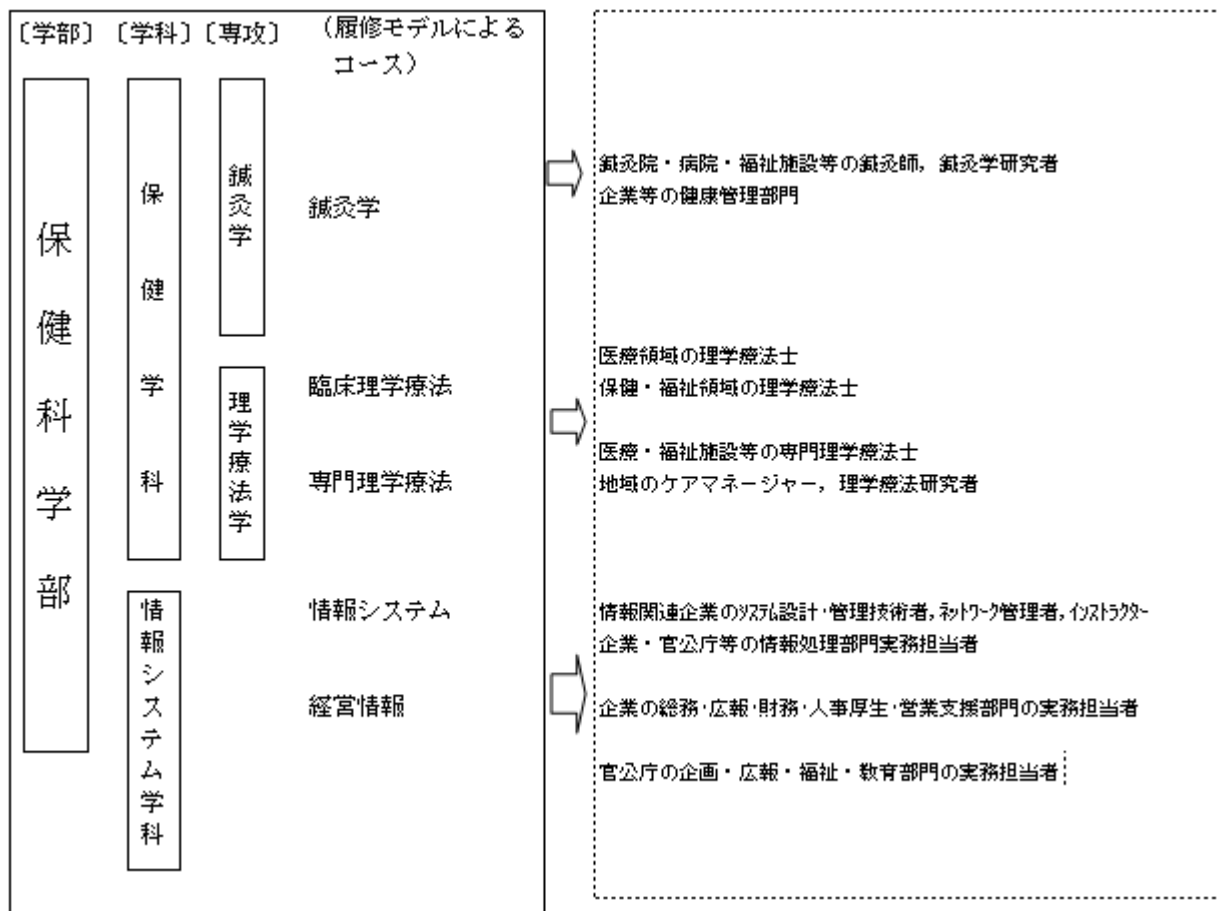 〔学部〕 〔学科〕 〔専攻〕 (履修モデルによる
コース)
保健科学部
保健学科
鍼灸学
鍼灸学
鍼灸院・病院・福祉施設等の鍼灸師，鍼灸学研究者
企業等の健康管理部門
理学療法学
臨床理学療法
医療領域の理学療法士
保健・福祉領域の理学療法士
専門理学療法
医療・福祉施設等の専門理学療法士
地域のケアマネージャー，理学療法研究者
情報システム学科
情報システム
情報関連企業のｼｽﾃﾑ設計･管理技術者，ﾈｯﾄﾜｰｸ管理者，ｲﾝｽﾄﾗｸﾀｰ
企業・官公庁等の情報処理部門実務担当者
経営情報
企業の総務･広報･財務･人事厚生･営業支援部門の実務担当者
官公庁の企画・広報・福祉・教育部門の実務担当者